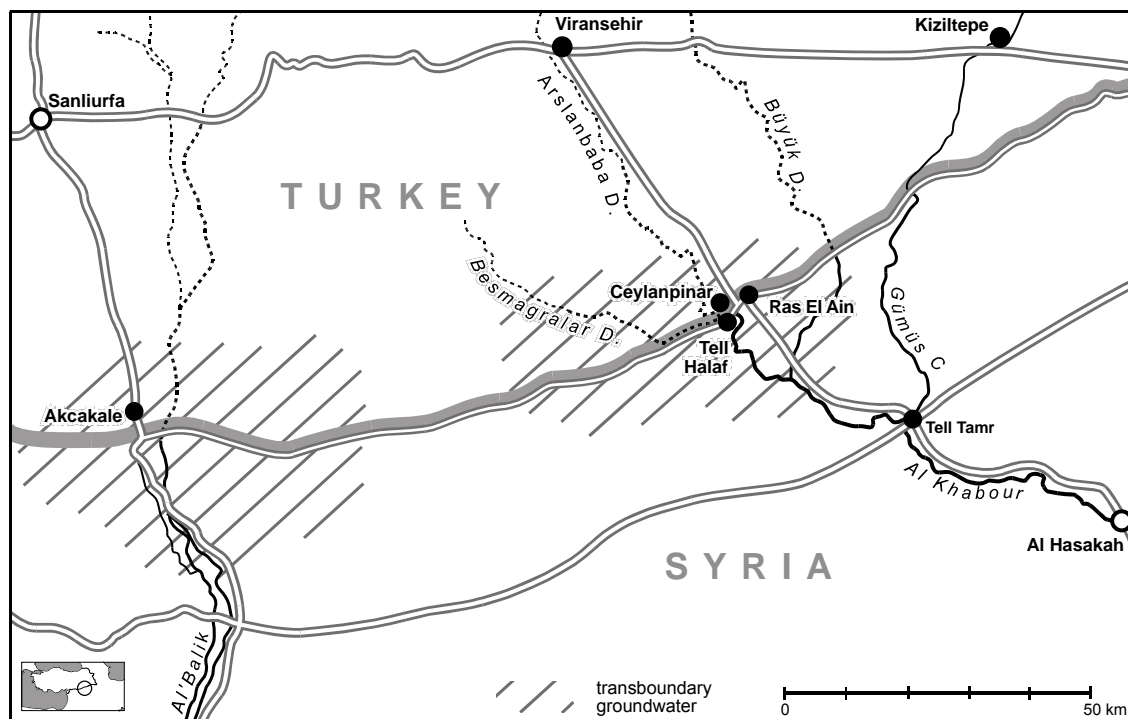 Viransehir
Kiziltepe
Sanliurfa
Arslanbaba D.
Büyük D.
TURKEY
Besmagralar D.
Ceylanpinar
Ras El Ain
Tell
Halaf
Gümüs C
Akcakale
Tell Tamr
Al Khabour
Al Hasakah
SYRIA
Al'Balik
transboundary
groundwater
0
50 km